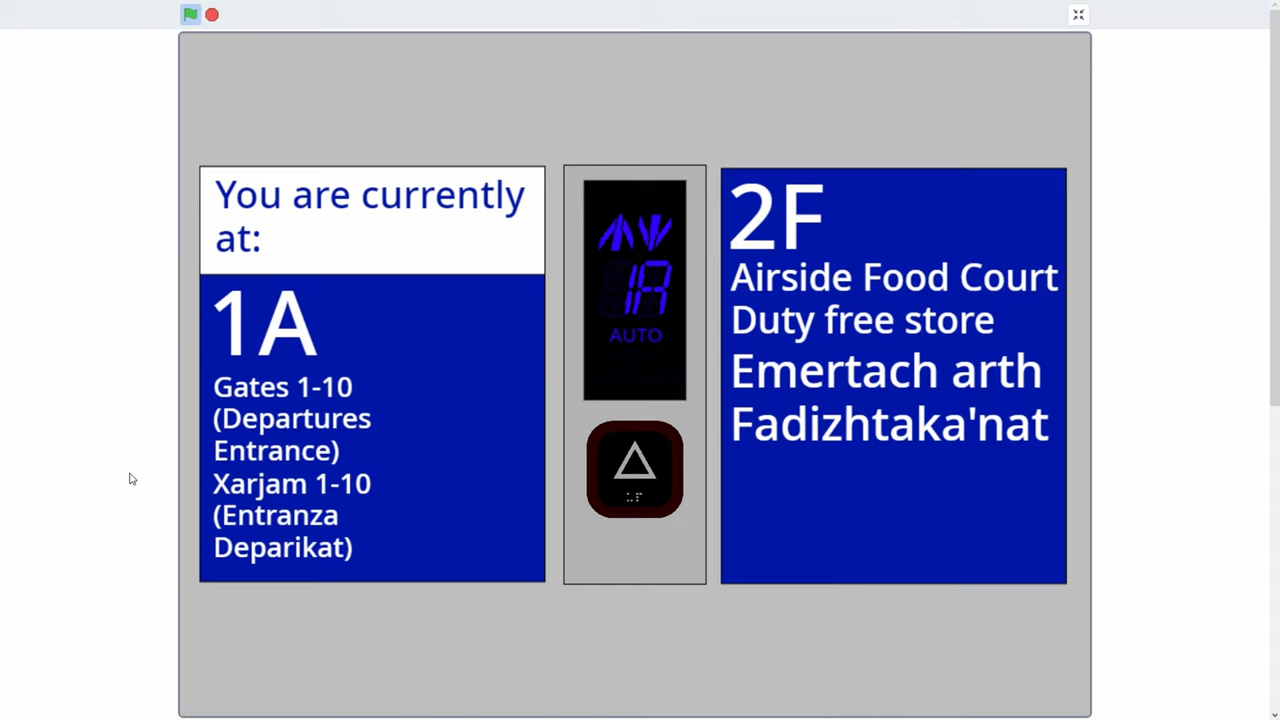 You are currently
at:
1A
Gates 1-10
(Departures
Entrance)
Xarjam 1-10
(Entranza
Deparikat)
1A
AUTO
2F
Airside Food Court
Duty free store
Emertach arth
Fadizhtaka'nat